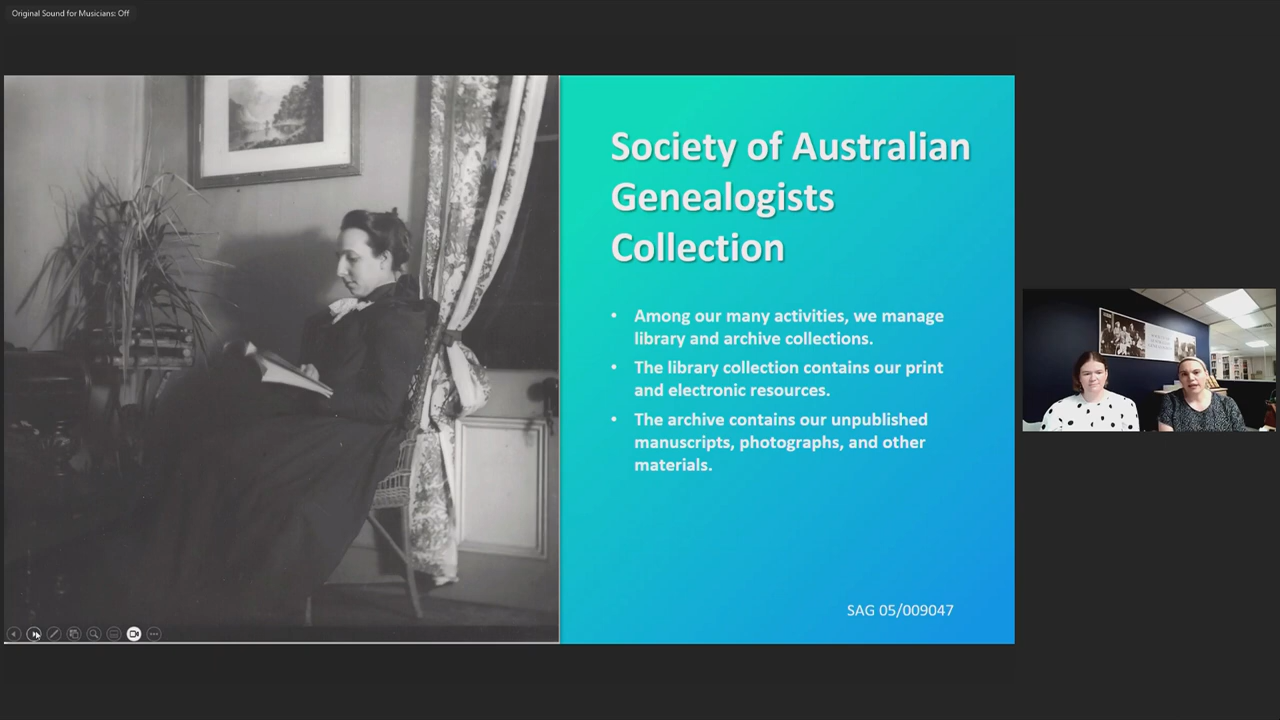 Original Sound for Musicians: Off
Society of Australian
Genealogists
Collection
• Among our many activities, we manage
library and archive collections.
• The library collection contains our print
and electronic resources.
• The archive contains our unpublished
manuscripts, photographs, and other
materials.
SAG 05/009047